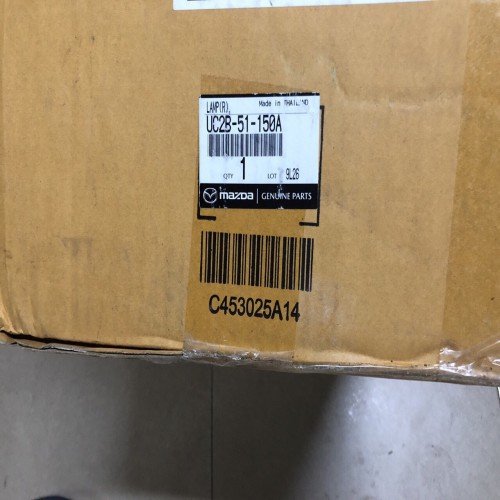 LAMP(R), Made in THAILAND
UC2B-51-150A
1
QTY LOT 9L26
mazda GENUINE PARTS
C453025A14